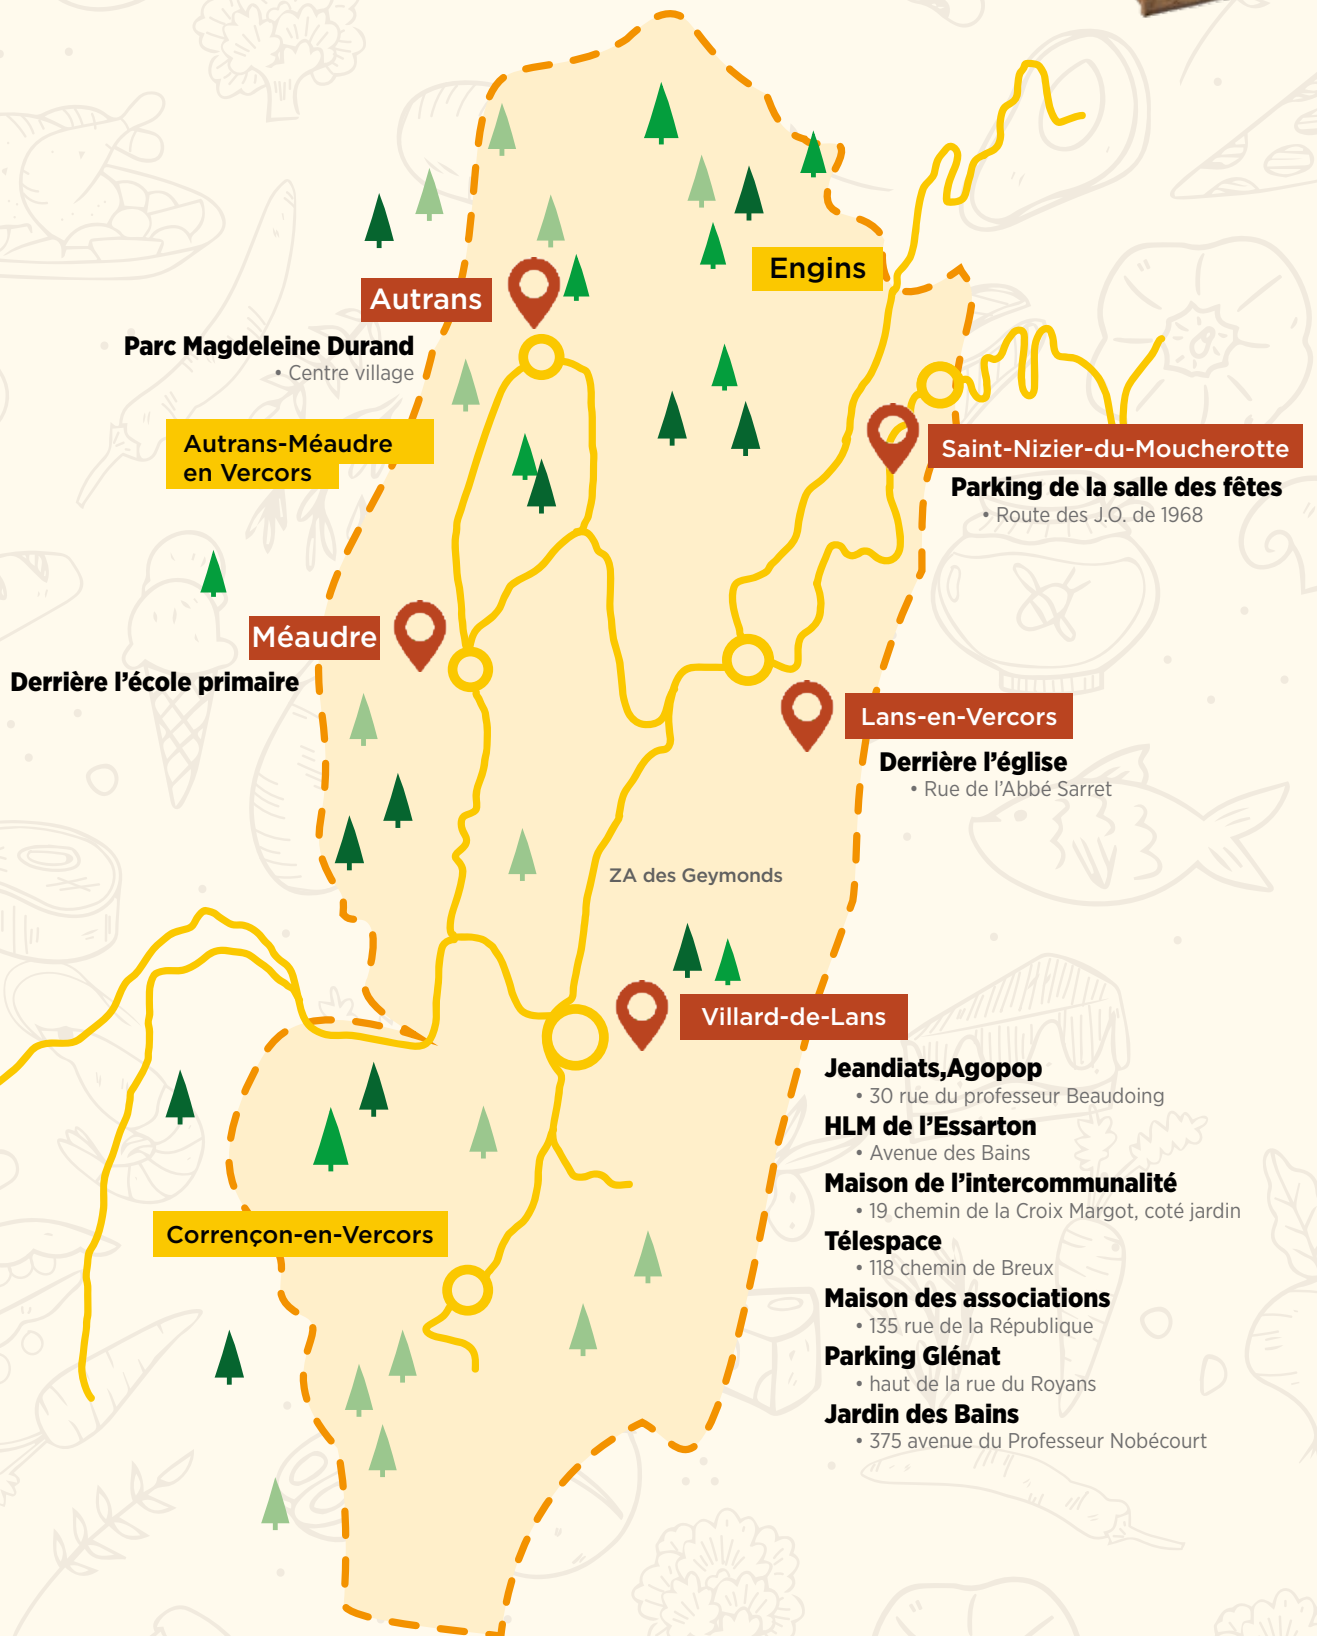 Engins
Autrans
Parc Magdeleine Durand
• Centre village
Autrans-Méaudre
en Vercors
Saint-Nizier-du-Moucherotte
Parking de la salle des fêtes
• Route des J.O. de 1968
Méaudre
Derrière l’école primaire
Lans-en-Vercors
Derrière l’église
• Rue de l’Abbé Sarret
ZA des Geymonds
Villard-de-Lans
Jeandiats,Agopop
• 30 rue du professeur Beaudoing
HLM de l’Essarton
• Avenue des Bains
Maison de l’intercommunalité
• 19 chemin de la Croix Margot, coté jardin
Télespace
• 118 chemin de Breux
Maison des associations
• 135 rue de la République
Parking Glénat
• haut de la rue du Royans
Jardin des Bains
• 375 avenue du Professeur Nobécourt
Corrençon-en-Vercors